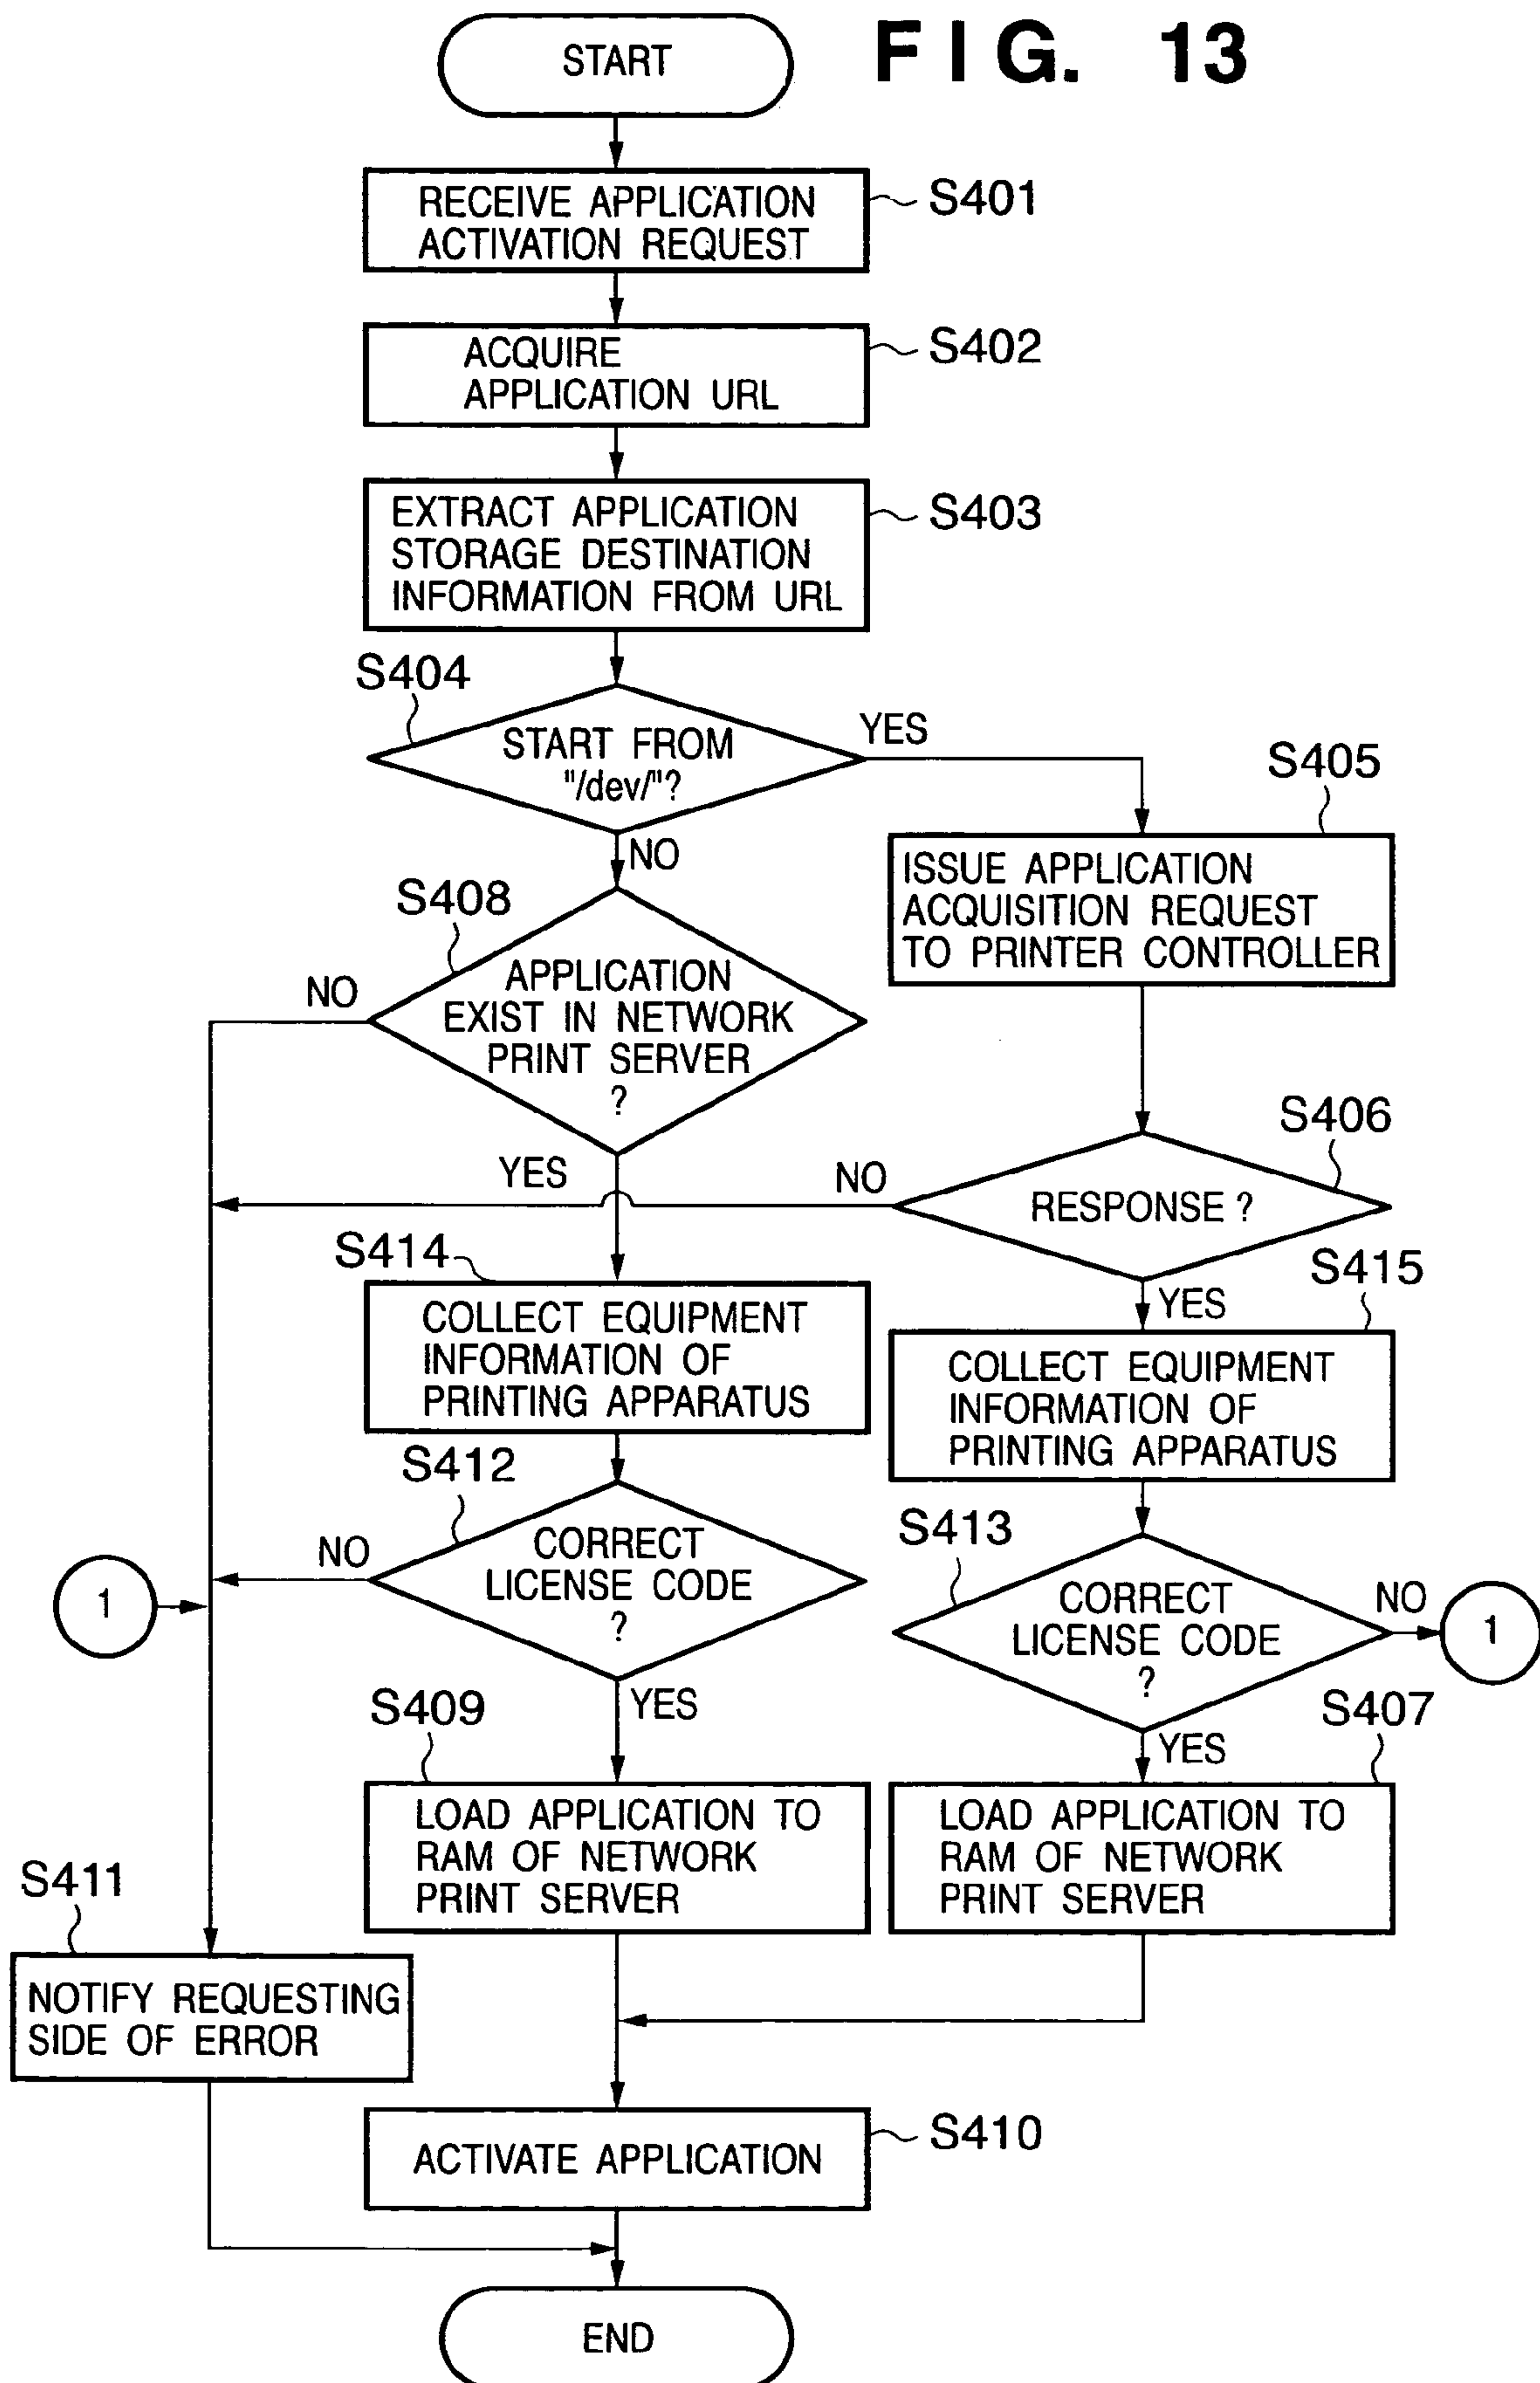 FIG. 13
START
RECEIVE APPLICATION
ACTIVATION REQUEST
S401
ACQUIRE
APPLICATION URL
S402
EXTRACT APPLICATION
STORAGE DESTINATION
INFORMATION FROM URL
S403
S404
START FROM
"/dev/"?
YES
NO
S405
ISSUE APPLICATION
ACQUISITION REQUEST
TO PRINTER CONTROLLER
S408
APPLICATION
EXIST IN NETWORK
PRINT SERVER
?
NO
YES
S406
RESPONSE ?
NO
YES
S414
COLLECT EQUIPMENT
INFORMATION OF
PRINTING APPARATUS
S415
COLLECT EQUIPMENT
INFORMATION OF
PRINTING APPARATUS
S412
CORRECT
LICENSE CODE
?
NO
YES
1
S413
CORRECT
LICENSE CODE
?
NO
1
YES
S409
LOAD APPLICATION TO
RAM OF NETWORK
PRINT SERVER
S407
LOAD APPLICATION TO
RAM OF NETWORK
PRINT SERVER
S411
NOTIFY REQUESTING
SIDE OF ERROR
ACTIVATE APPLICATION
S410
END